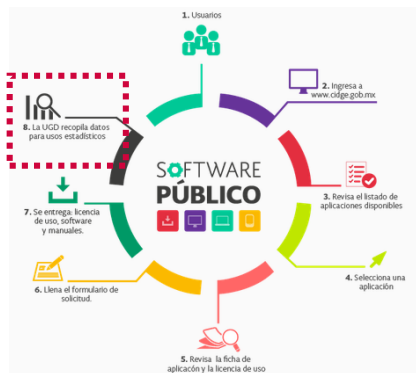 1. Usuarios
2. Ingresa a
www.cidge.gob.mx
3. Revisa el listado de
aplicaciones disponibles
4. Selecciona una
aplicación
5. Revisa la ficha de
aplicacón y la licencia de uso
6. Llena el formulario de
solicitud.
7. Se entrega: licencia
de uso, software
y manuales.
8. La UGD recopila datos
para usos estadísticos
SOFTWARE
PÚBLICO